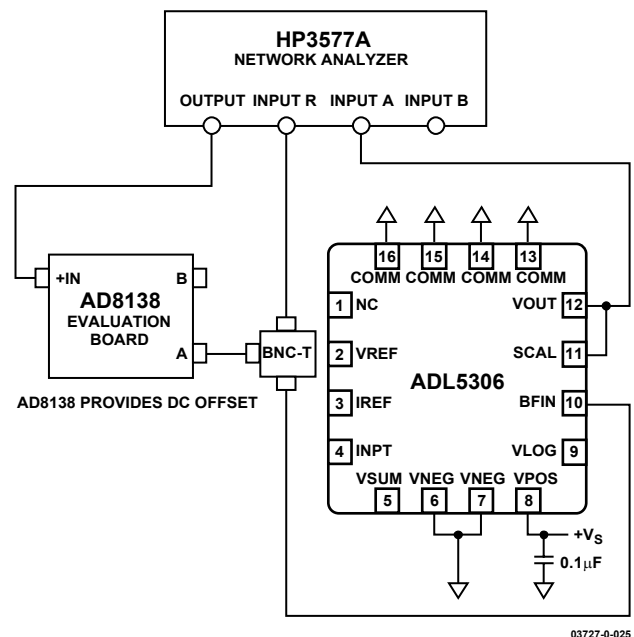 HP3577A
NETWORK ANALYZER
OUTPUT INPUT R INPUT A INPUT B
16 15 14 13
COMM COMM COMM COMM
+IN B
AD8138
EVALUATION
BOARD
A
BNC-T
AD8138 PROVIDES DC OFFSET
1 NC VOUT 12
2 VREF SCAL 11
ADL5306
3 IREF BFIN 10
4 INPT VLOG 9
VSUM VNEG VNEG VPOS
5 6 7 8
+VS
0.1μF
03727-0-025